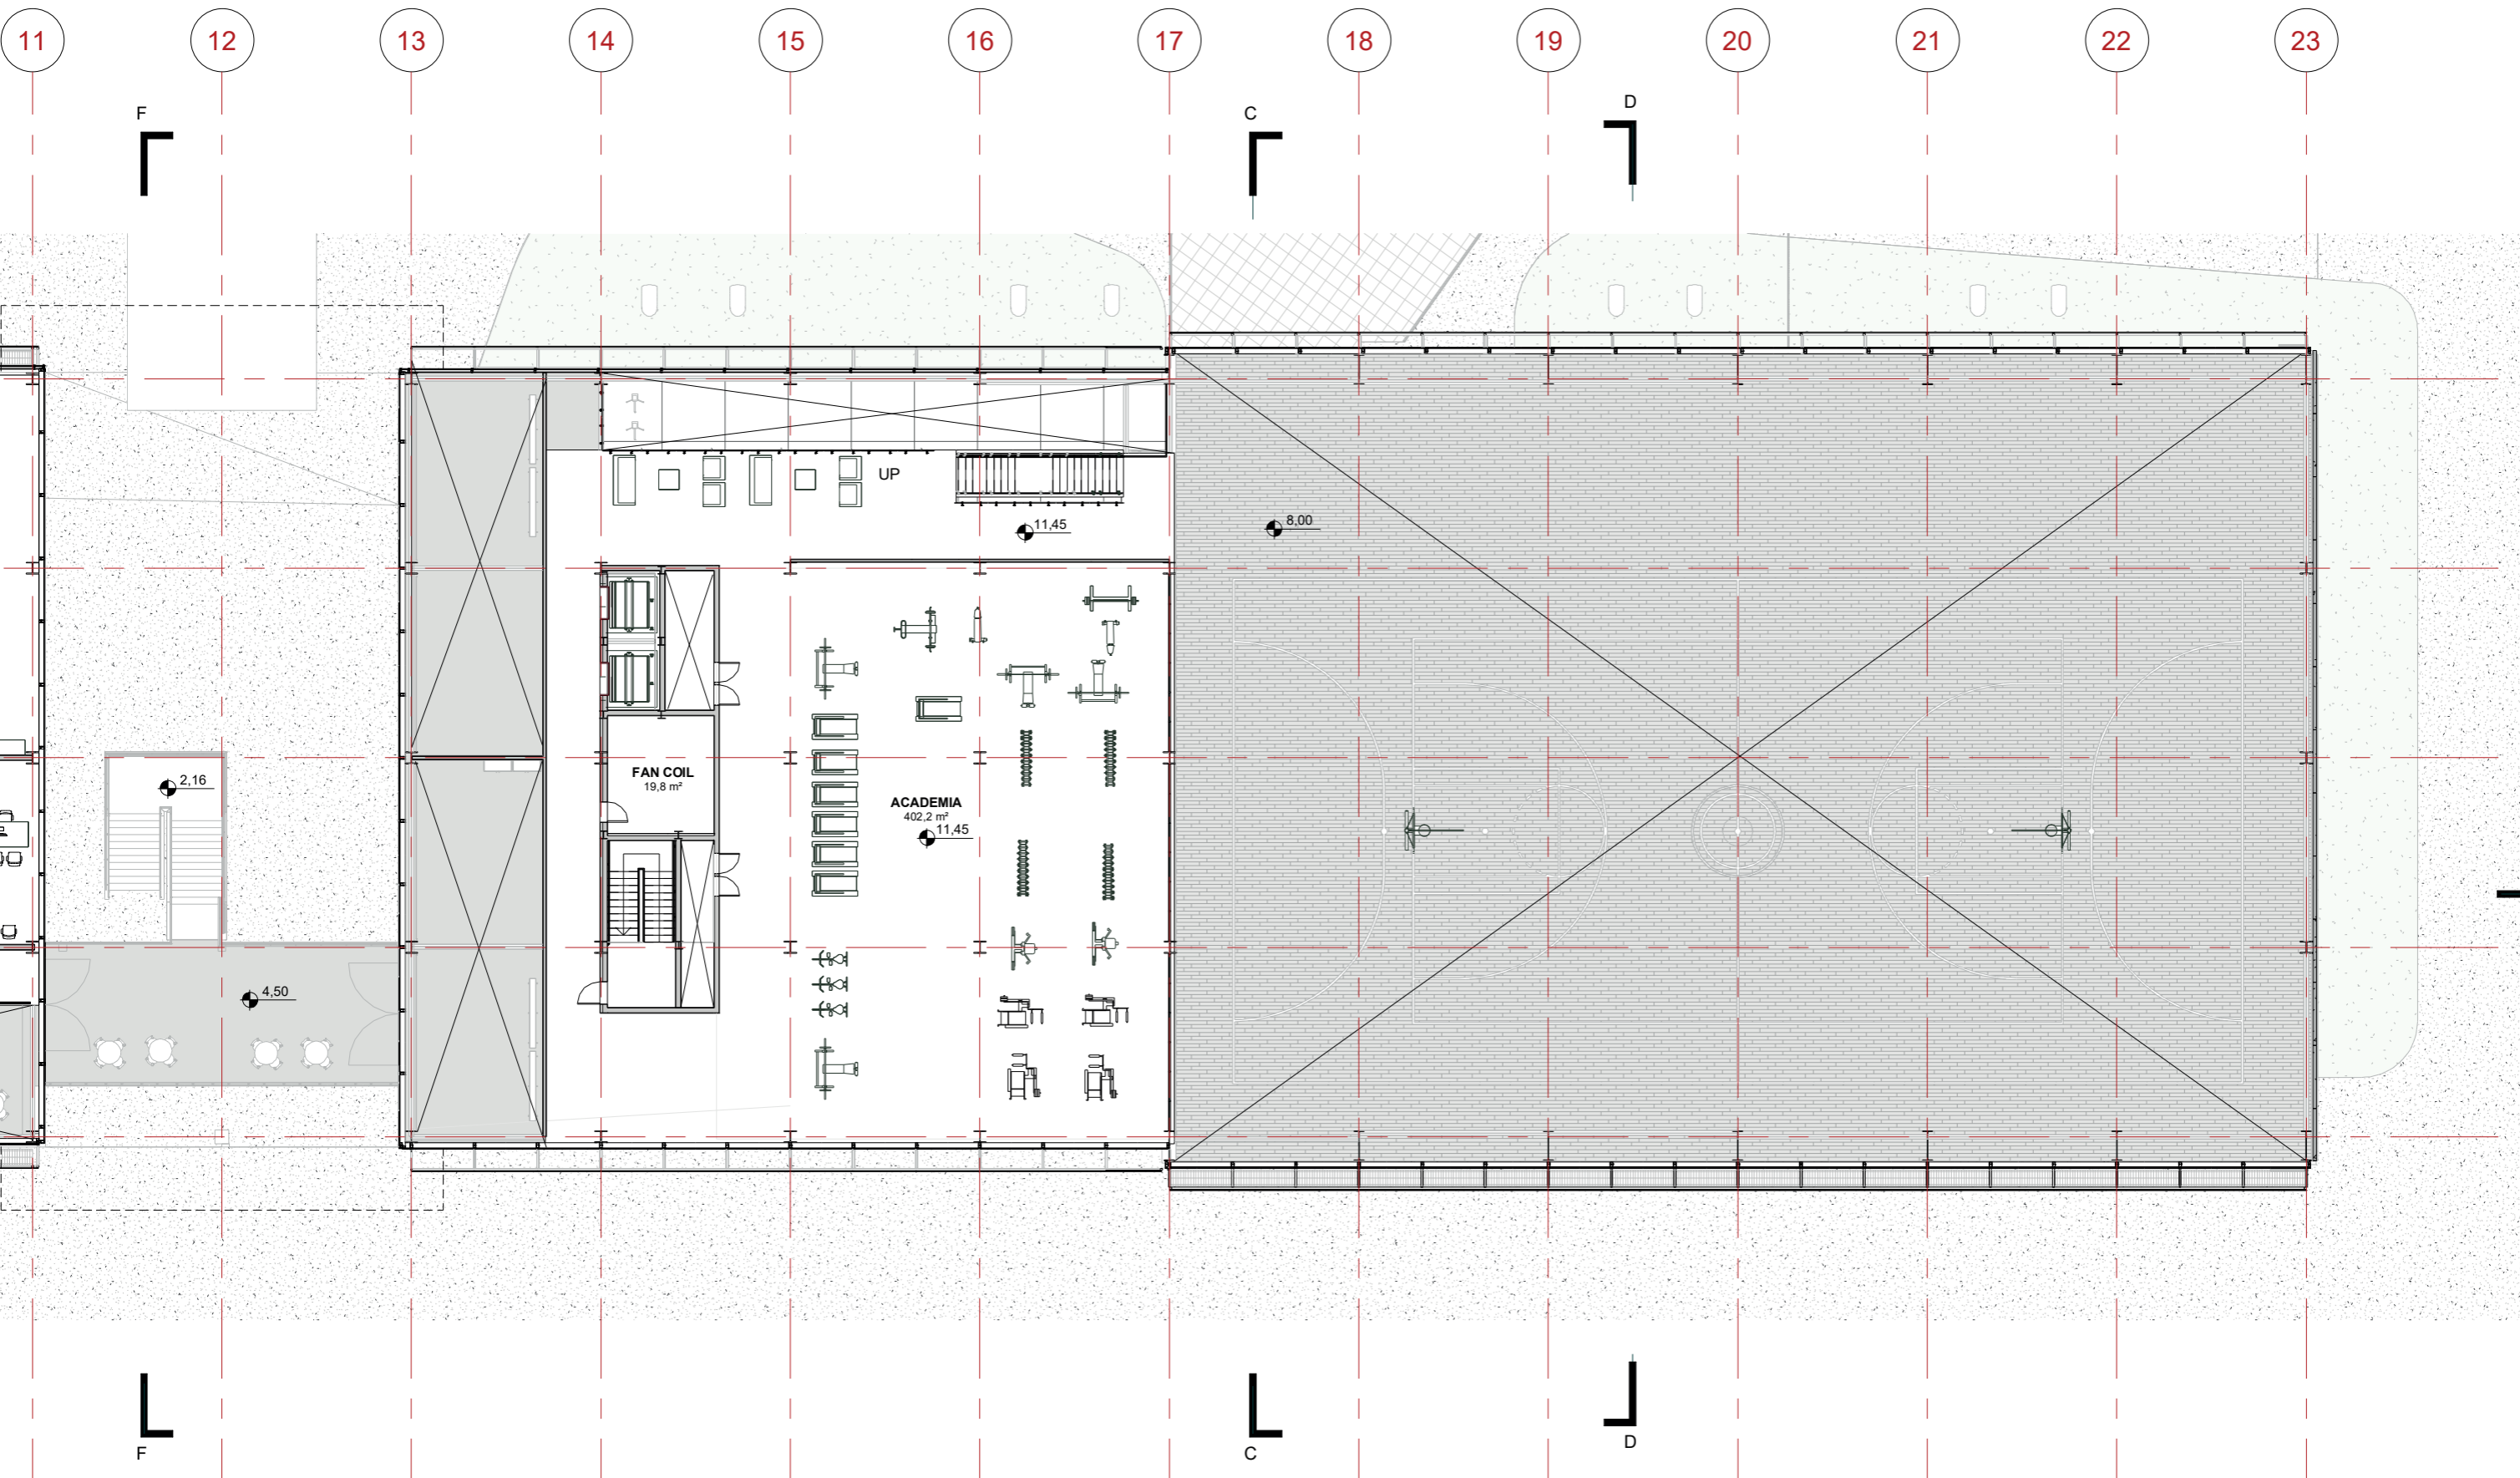 11 12 13 14 15 16 17 18 19 20 21 22 23
F C D
UP
11,45 8,00
FAN COIL
19,8 m²
2,16
ACADEMIA
402,2 m²
11,45
4,50
F C D